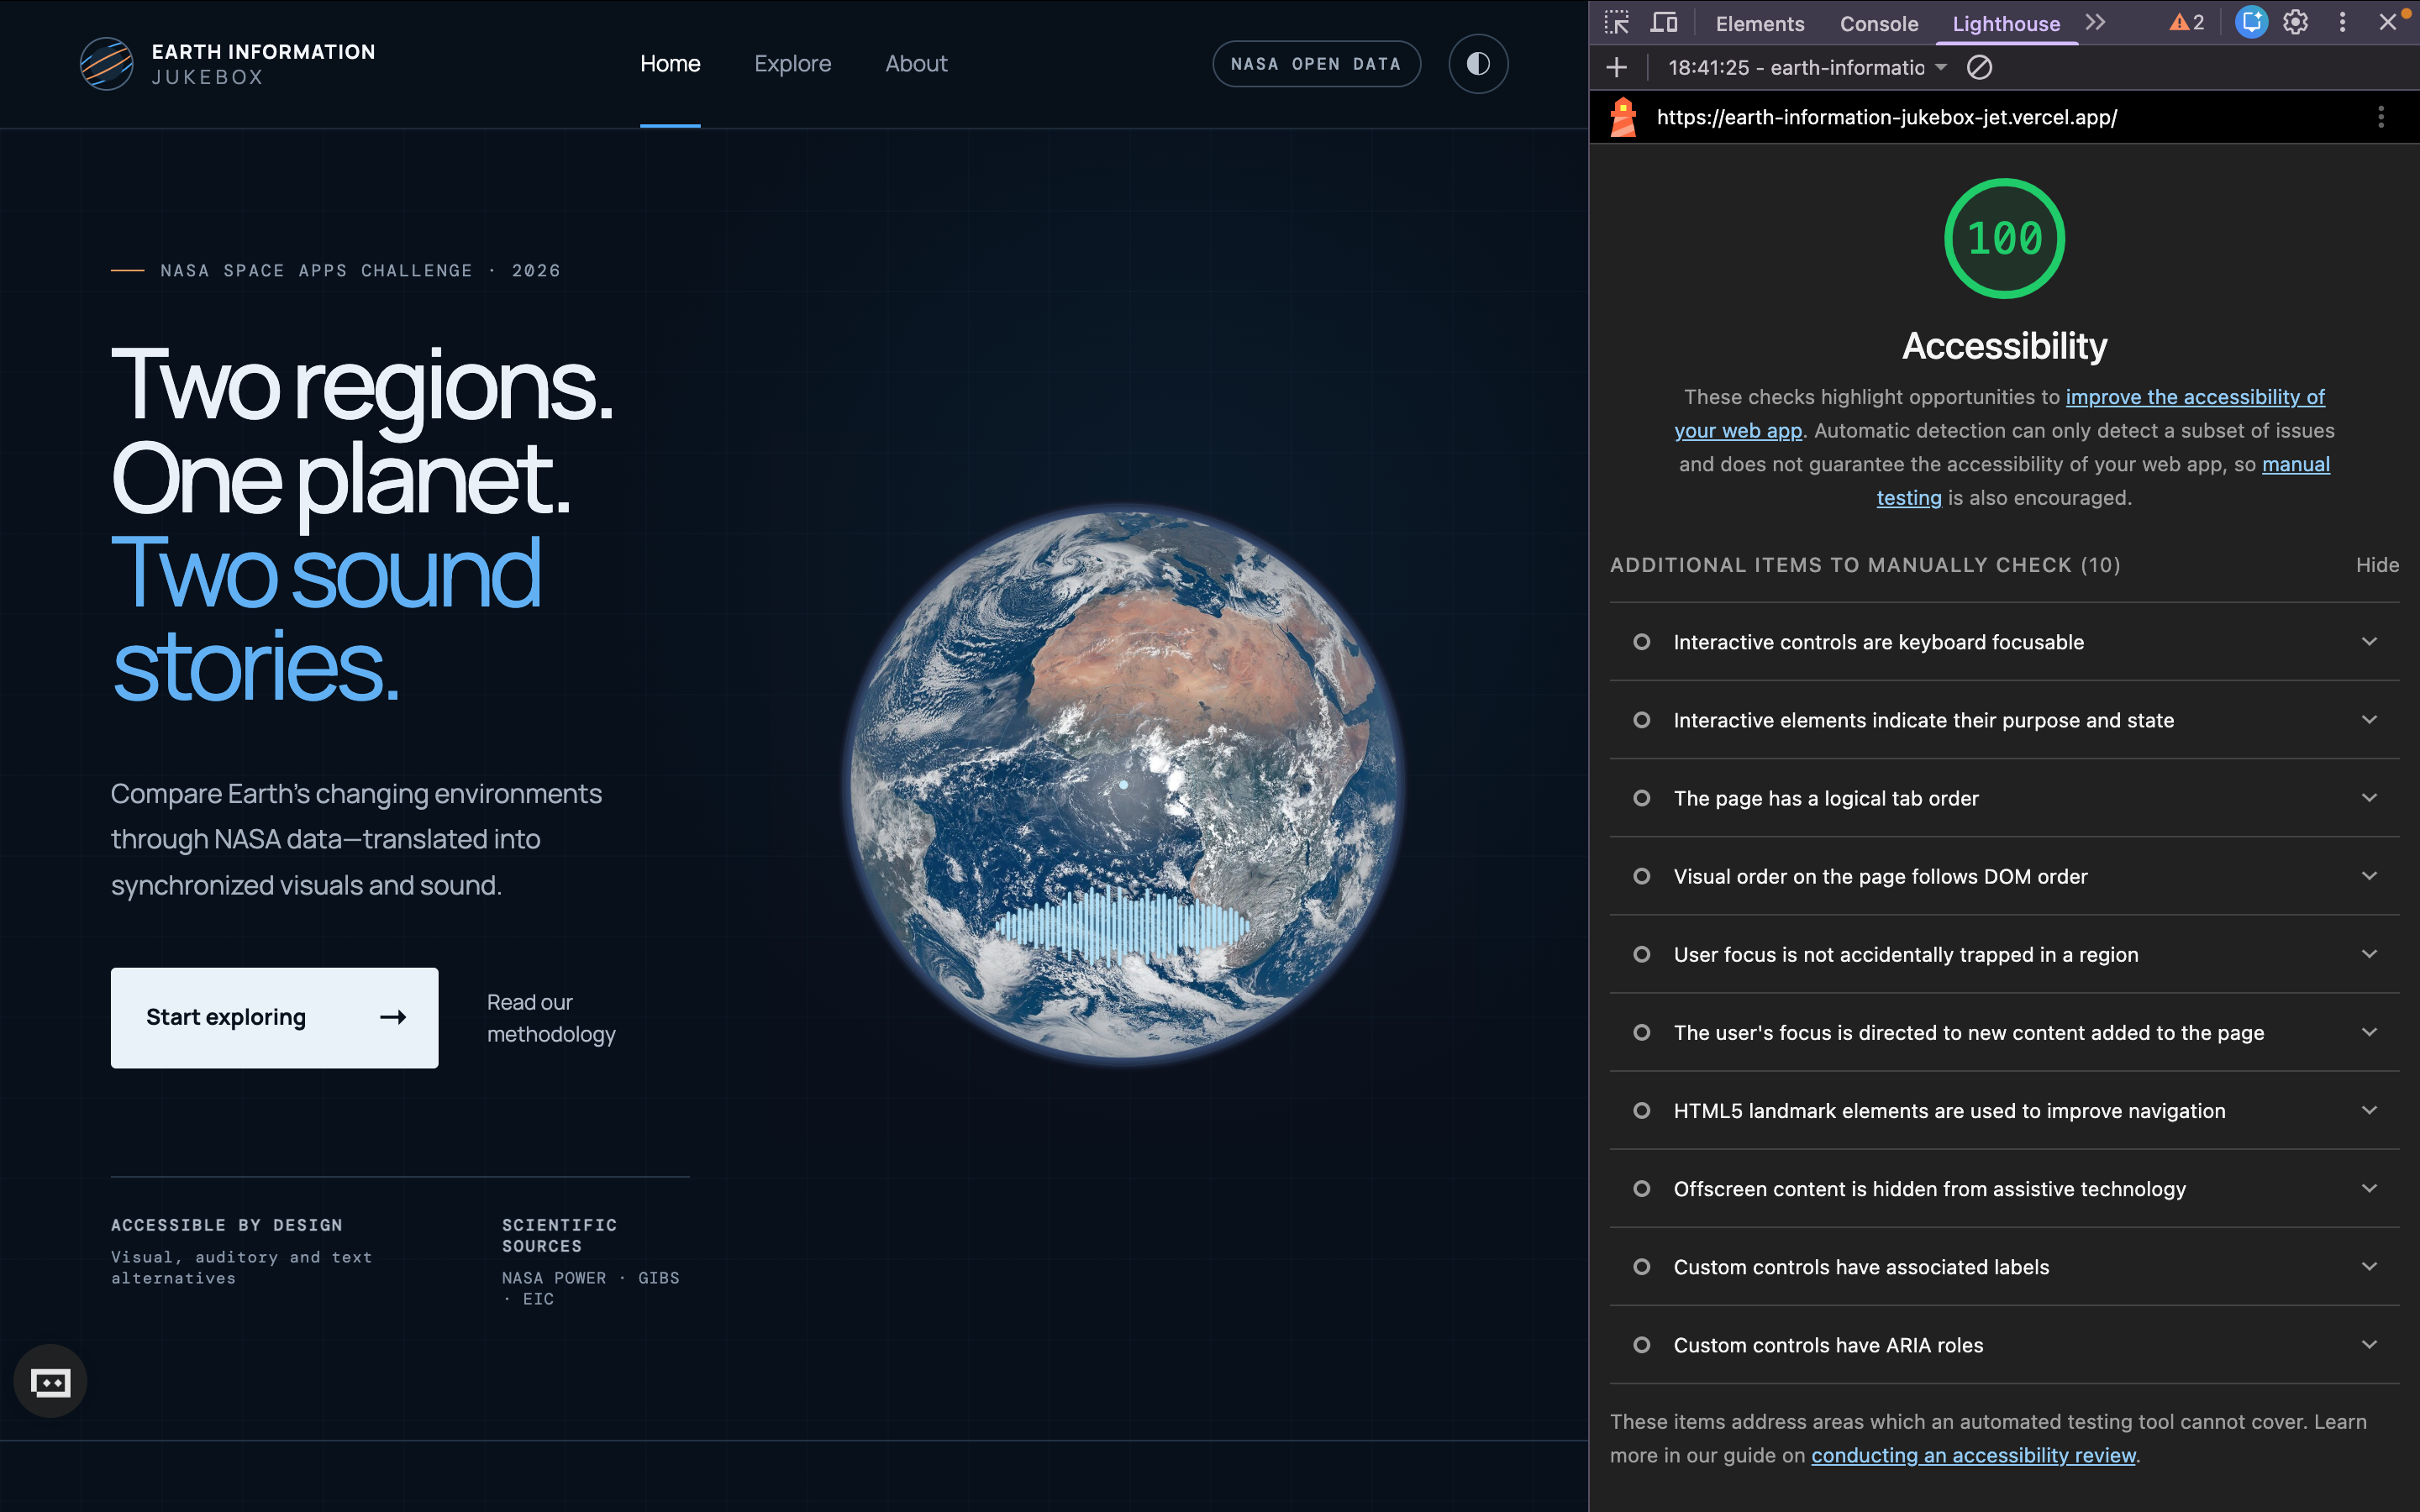 EARTH INFORMATION
JUKEBOX
Home
Explore
About
NASA OPEN DATA
NASA SPACE APPS CHALLENGE · 2026
Two regions.
One planet.
Two sound
stories.
Compare Earth’s changing environments
through NASA data—translated into
synchronized visuals and sound.
Start exploring →
Read our
methodology
ACCESSIBLE BY DESIGN
Visual, auditory and text
alternatives
SCIENTIFIC
SOURCES
NASA POWER · GIBS
· EIC
Elements
Console
Lighthouse
2
18:41:25 - earth-informatio
https://earth-information-jukebox-jet.vercel.app/
100
Accessibility
These checks highlight opportunities to improve the accessibility of
your web app. Automatic detection can only detect a subset of issues
and does not guarantee the accessibility of your web app, so manual
testing is also encouraged.
ADDITIONAL ITEMS TO MANUALLY CHECK (10)
Hide
Interactive controls are keyboard focusable
Interactive elements indicate their purpose and state
The page has a logical tab order
Visual order on the page follows DOM order
User focus is not accidentally trapped in a region
The user's focus is directed to new content added to the page
HTML5 landmark elements are used to improve navigation
Offscreen content is hidden from assistive technology
Custom controls have associated labels
Custom controls have ARIA roles
These items address areas which an automated testing tool cannot cover. Learn
more in our guide on conducting an accessibility review.